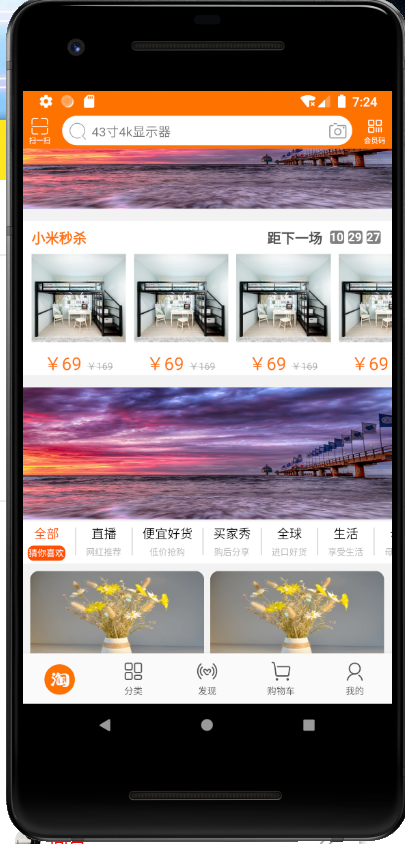 7:24
扫一扫
43寸4k显示器
会员码
小米秒杀 距下一场 10 29 27
￥69 ￥169 ￥69 ￥169 ￥69 ￥169 ￥69
全部 直播 便宜好货 买家秀 全球 生活
猜你喜欢 网红推荐 低价抢购 购后分享 进口好货 享受生活
淘
分类 发现 购物车 我的